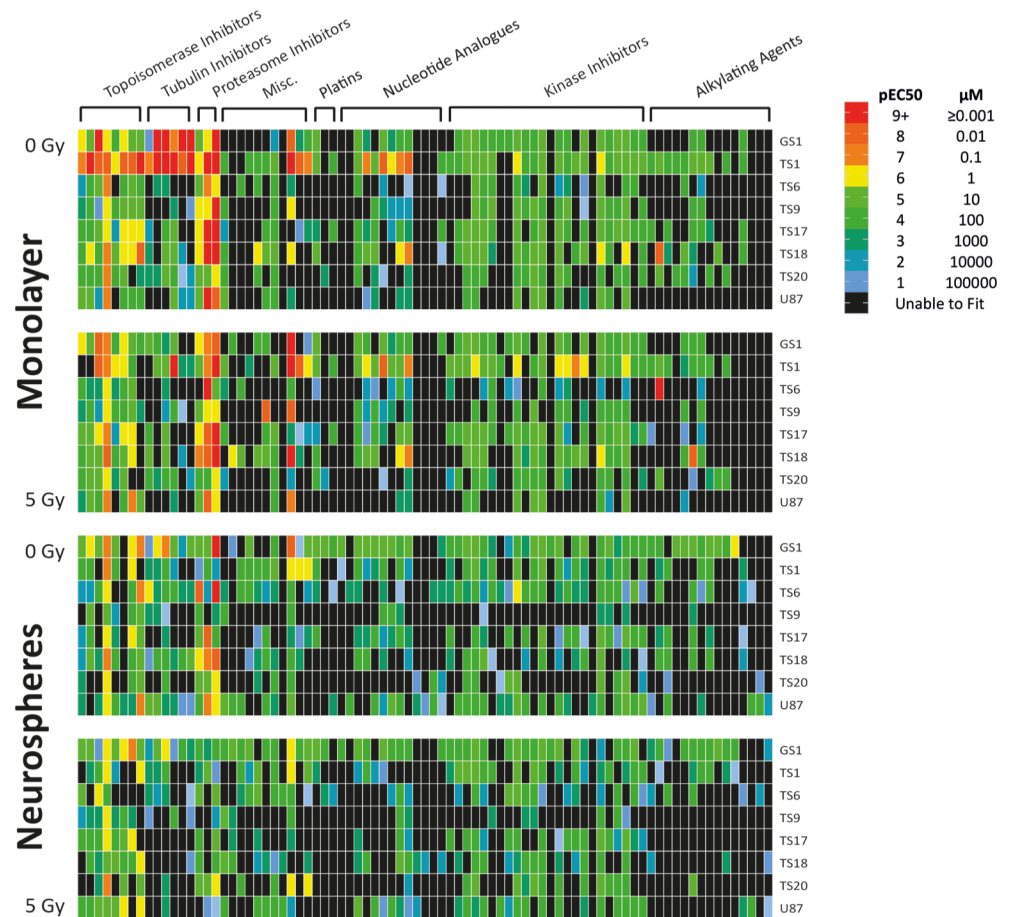 Topoisomerase Inhibitors
Tubulin Inhibitors
Proteasome Inhibitors
Misc.
Platins
Nucleotide Analogues
Kinase Inhibitors
Alkylating Agents
pEC50 µM
9+ ≥0.001
8 0.01
7 0.1
6 1
5 10
4 100
3 1000
2 10000
1 100000
Unable to Fit
Monolayer
0 Gy
GS1
TS1
TS6
TS9
TS17
TS18
TS20
U87
GS1
TS1
TS6
TS9
TS17
TS18
TS20
5 Gy
U87
Neurospheres
0 Gy
GS1
TS1
TS6
TS9
TS17
TS18
TS20
U87
GS1
TS1
TS6
TS9
TS17
TS18
TS20
5 Gy
U87